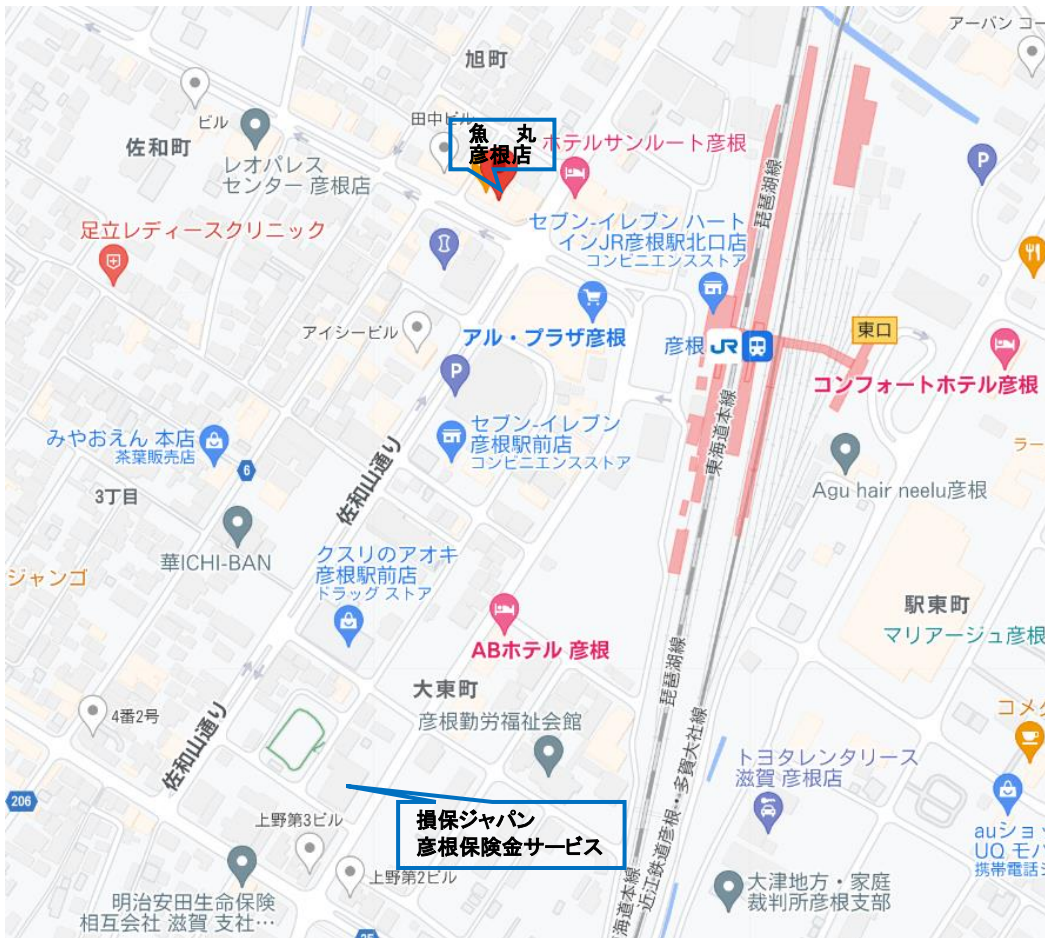 アーバン コー
旭町
ビル
田中ビル
佐和町
魚　丸
彦根店
ホテルサンルート彦根
レオパレス
センター 彦根店
足立レディースクリニック
セブン-イレブン ハート
インJR彦根駅北口店
コンビニエンスストア
琵琶湖線
P
アイシービル
アル・プラザ彦根
彦根 JR
東口
コンフォートホテル彦根
P
みやおえん 本店
茶葉販売店
6
セブン-イレブン
彦根駅前店
コンビニエンスストア
東海道本線
ラー
Agu hair neelu彦根
3丁目
佐和山通り
華ICHI-BAN
ジャンゴ
クスリのアオキ
彦根駅前店
ドラッグ ストア
駅東町
マリアージュ彦根
ABホテル 彦根
琵琶湖線
大東町
4番2号
彦根勤労福祉会館
コメダ
佐和山通り
トヨタレンタリース
滋賀 彦根店
206
損保ジャパン
彦根保険金サービス
上野第3ビル
近江鉄道彦根・多賀大社線
auショッ
UQ モバ
携帯電話シ
上野第2ビル
明治安田生命保険
相互会社 滋賀 支社…
大津地方・家庭
裁判所彦根支部
海道本線
25